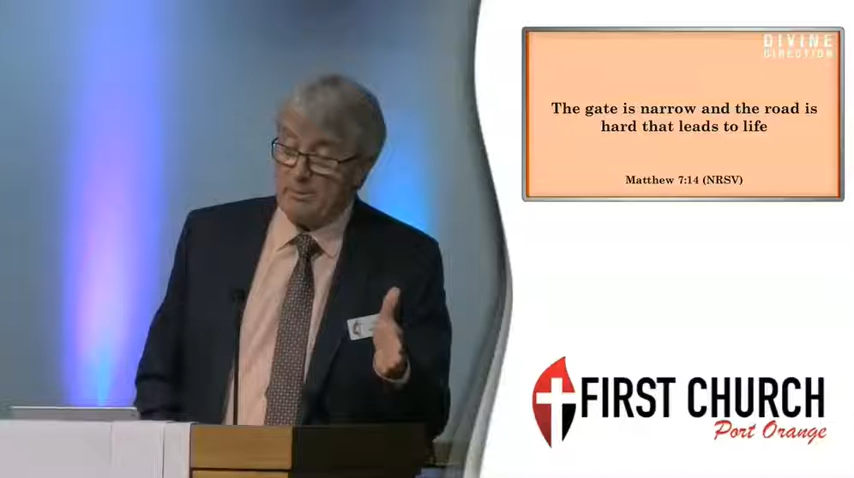 DIVINE
DIRECTION
The gate is narrow and the road is
hard that leads to life
Matthew 7:14 (NRSV)
FIRST CHURCH
Port Orange